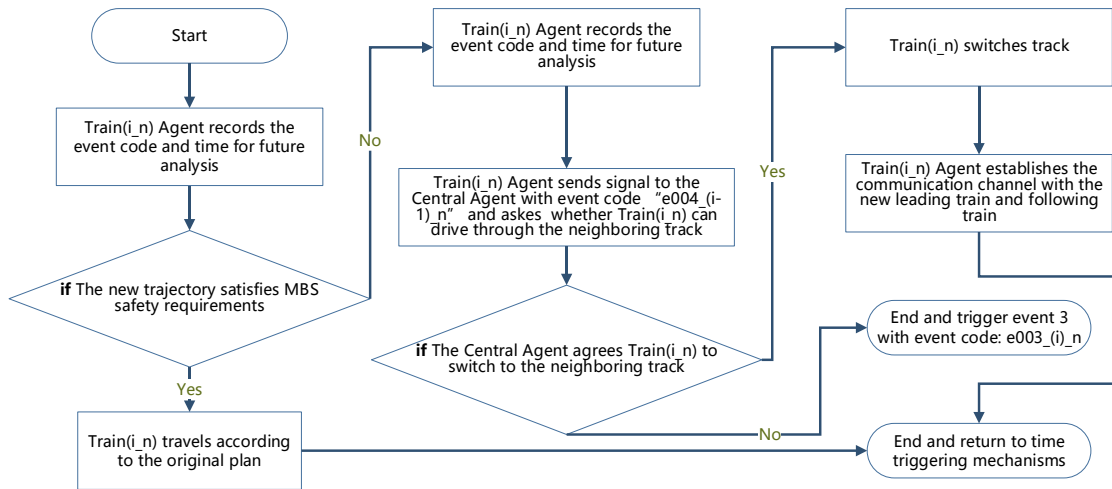 Start
Train(i_n) Agent records the
event code and time for future
analysis
if The new trajectory satisfies MBS
safety requirements
Yes
Train(i_n) travels according
to the original plan
No
Train(i_n) Agent records the
event code and time for future
analysis
Train(i_n) Agent sends signal to the
Central Agent with event code “e004_(i-
1)_n” and askes whether Train(i_n) can
drive through the neighboring track
if The Central Agent agrees Train(i_n) to
switch to the neighboring track
Yes
No
Train(i_n) switches track
Train(i_n) Agent establishes the
communication channel with the
new leading train and following
train
End and trigger event 3
with event code: e003_(i)_n
End and return to time
triggering mechanisms